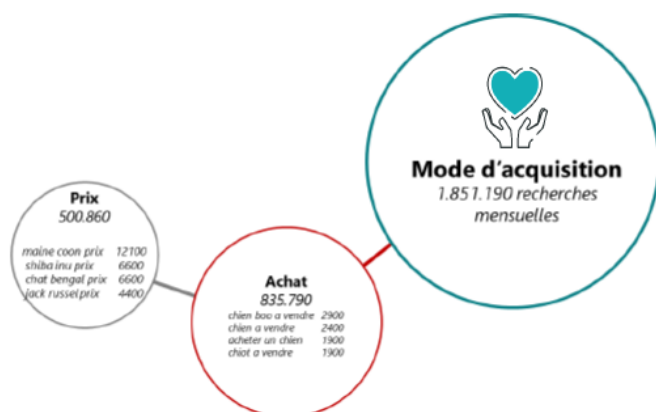 Mode d'acquisition
1.851.190 recherches
mensuelles
Prix
500.860
maine coon prix 12100
shiba inu prix 6600
chat bengal prix 6600
jack russel prix 4400
Achat
835.790
chien boo a vendre 2900
chien a vendre 2400
acheter un chien 1900
chiot a vendre 1900